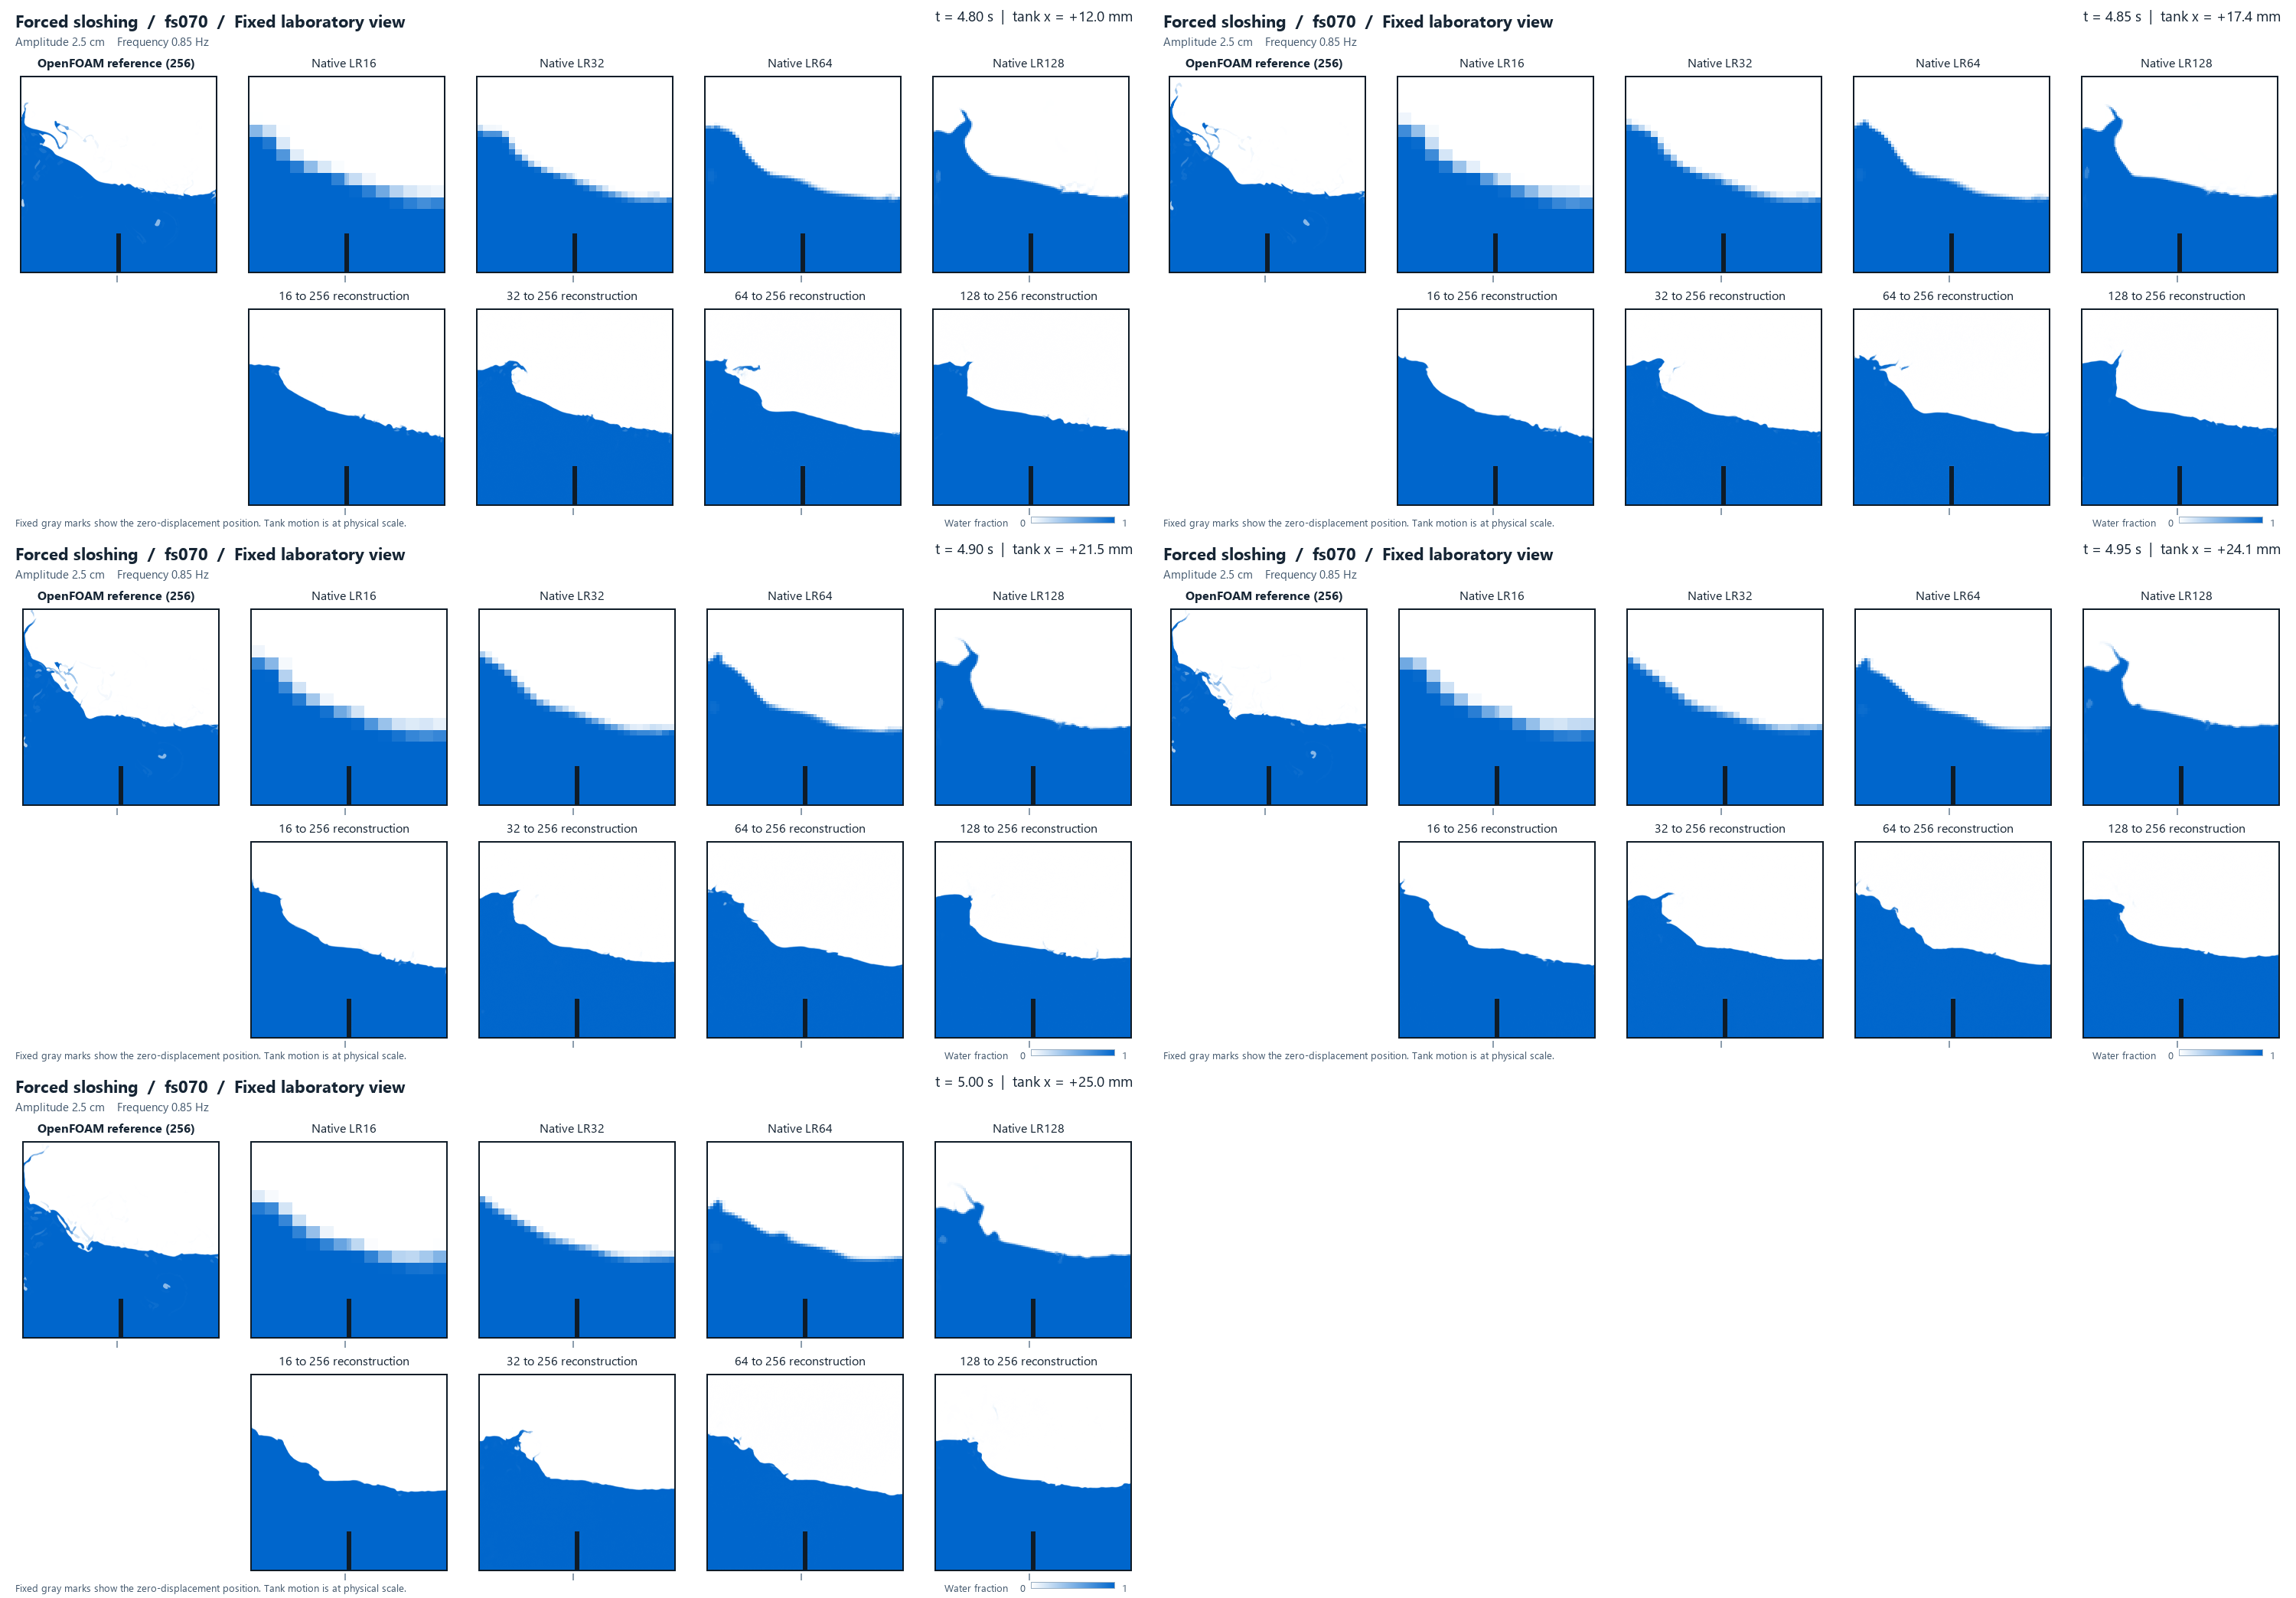 Forced sloshing / fs070 / Fixed laboratory view
t = 4.80 s | tank x = +12.0 mm
Amplitude 2.5 cm Frequency 0.85 Hz
OpenFOAM reference (256) Native LR16 Native LR32 Native LR64 Native LR128
16 to 256 reconstruction 32 to 256 reconstruction 64 to 256 reconstruction 128 to 256 reconstruction
Fixed gray marks show the zero-displacement position. Tank motion is at physical scale.
Water fraction 0 1
Forced sloshing / fs070 / Fixed laboratory view
t = 4.85 s | tank x = +17.4 mm
Amplitude 2.5 cm Frequency 0.85 Hz
OpenFOAM reference (256) Native LR16 Native LR32 Native LR64 Native LR128
16 to 256 reconstruction 32 to 256 reconstruction 64 to 256 reconstruction 128 to 256 reconstruction
Fixed gray marks show the zero-displacement position. Tank motion is at physical scale.
Water fraction 0 1
Forced sloshing / fs070 / Fixed laboratory view
t = 4.90 s | tank x = +21.5 mm
Amplitude 2.5 cm Frequency 0.85 Hz
OpenFOAM reference (256) Native LR16 Native LR32 Native LR64 Native LR128
16 to 256 reconstruction 32 to 256 reconstruction 64 to 256 reconstruction 128 to 256 reconstruction
Fixed gray marks show the zero-displacement position. Tank motion is at physical scale.
Water fraction 0 1
Forced sloshing / fs070 / Fixed laboratory view
t = 4.95 s | tank x = +24.1 mm
Amplitude 2.5 cm Frequency 0.85 Hz
OpenFOAM reference (256) Native LR16 Native LR32 Native LR64 Native LR128
16 to 256 reconstruction 32 to 256 reconstruction 64 to 256 reconstruction 128 to 256 reconstruction
Fixed gray marks show the zero-displacement position. Tank motion is at physical scale.
Water fraction 0 1
Forced sloshing / fs070 / Fixed laboratory view
t = 5.00 s | tank x = +25.0 mm
Amplitude 2.5 cm Frequency 0.85 Hz
OpenFOAM reference (256) Native LR16 Native LR32 Native LR64 Native LR128
16 to 256 reconstruction 32 to 256 reconstruction 64 to 256 reconstruction 128 to 256 reconstruction
Fixed gray marks show the zero-displacement position. Tank motion is at physical scale.
Water fraction 0 1